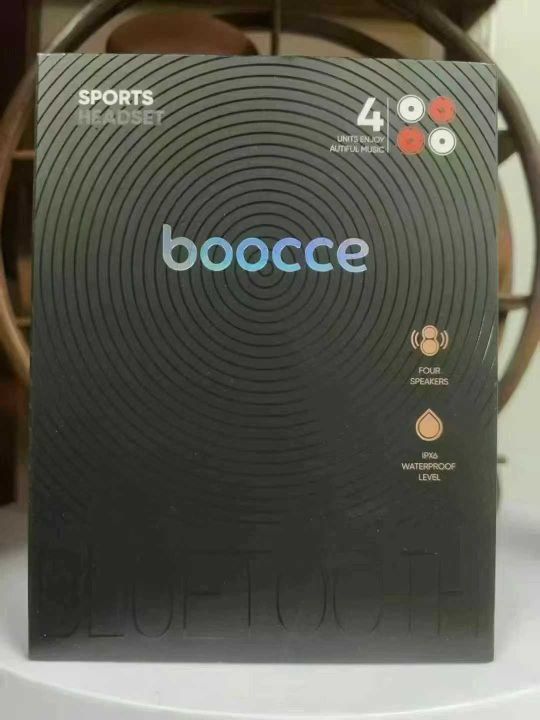 SPORTS
HEADSET
4
UNITS ENJOY
AUTIFUL MUSIC
boocce
FOUR
SPEAKERS
IPX6
WATERPROOF
LEVEL
BLUETOOTH